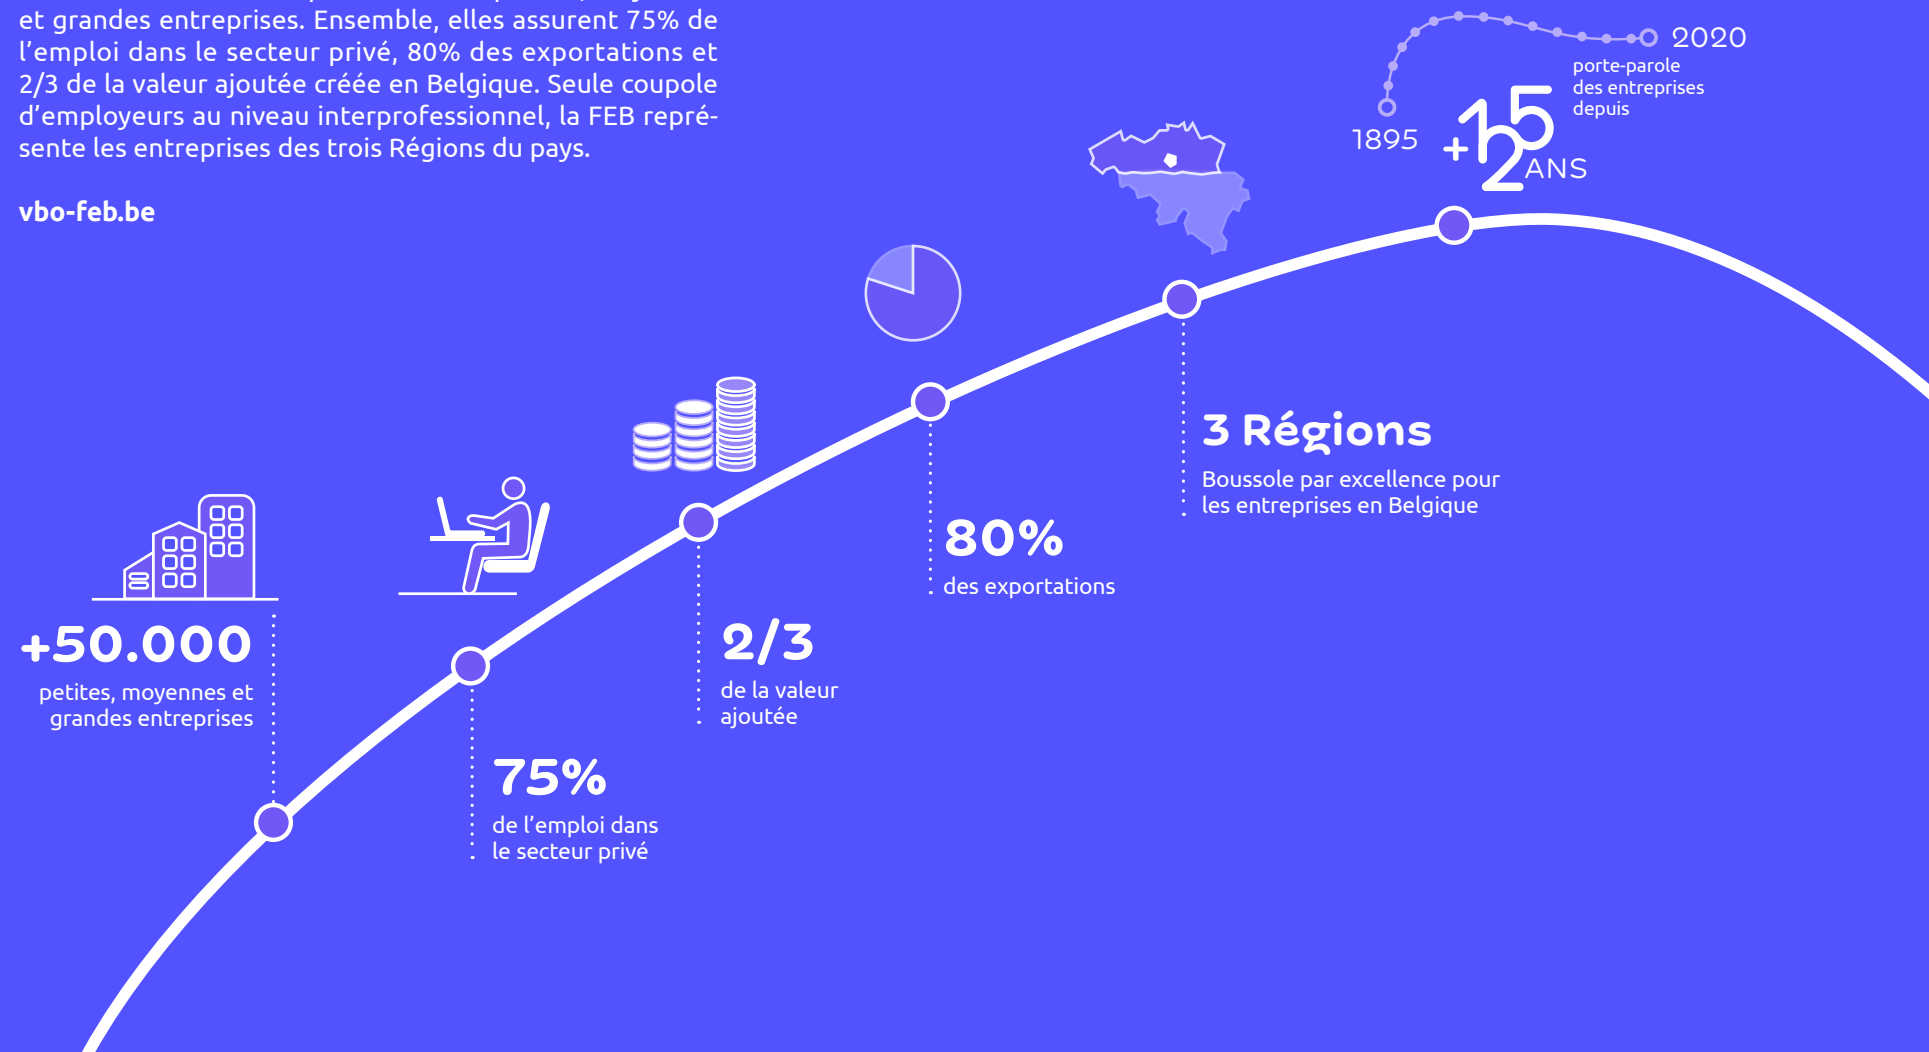 et grandes entreprises. Ensemble, elles assurent 75% de
l’emploi dans le secteur privé, 80% des exportations et
2/3 de la valeur ajoutée créée en Belgique. Seule coupole
d’employeurs au niveau interprofessionnel, la FEB repré-
sente les entreprises des trois Régions du pays.
vbo-feb.be
2020
porte-parole
des entreprises
depuis
1895
+125
ANS
3 Régions
Boussole par excellence pour
les entreprises en Belgique
80%
des exportations
2/3
de la valeur
ajoutée
+50.000
petites, moyennes et
grandes entreprises
75%
de l’emploi dans
le secteur privé